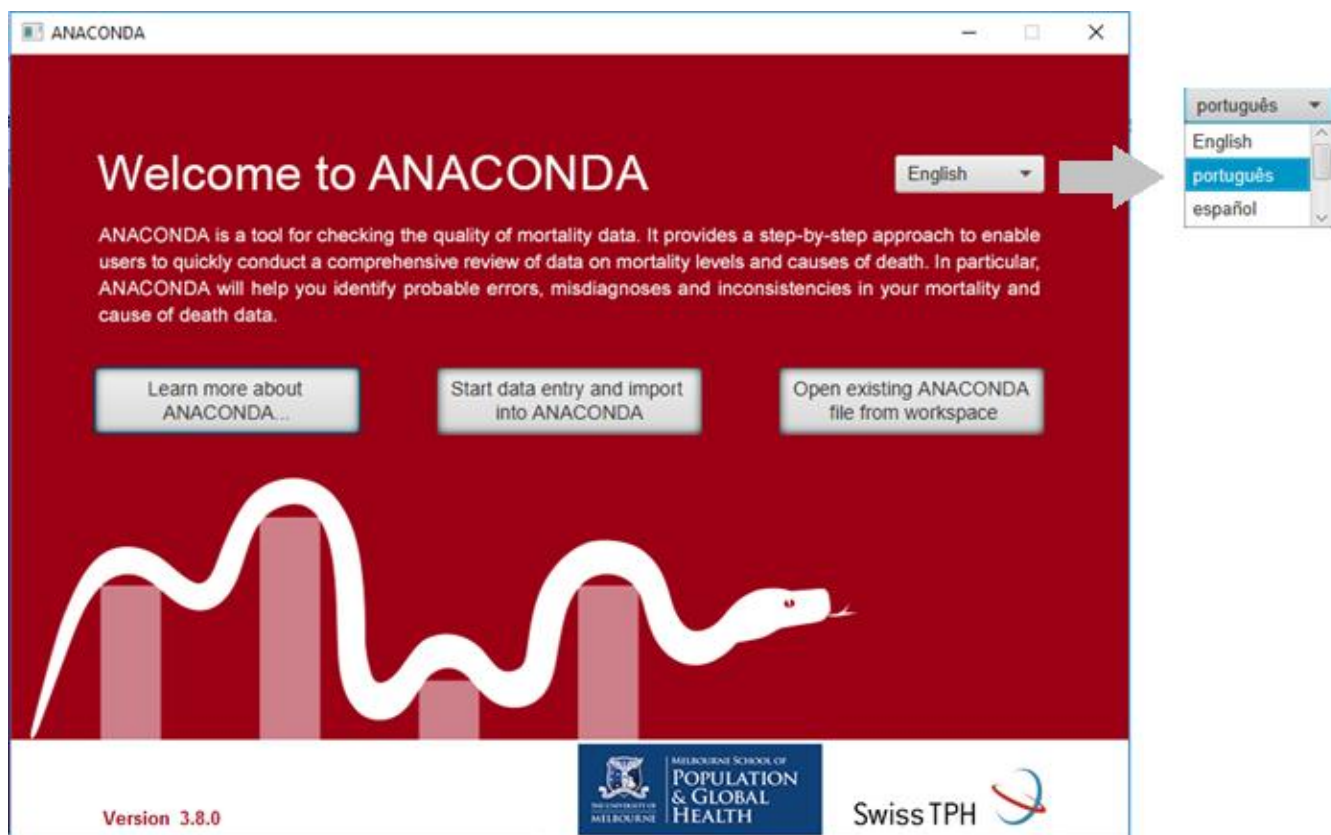 ANACONDA
Welcome to ANACONDA
English
ANACONDA is a tool for checking the quality of mortality data. It provides a step-by-step approach to enable
users to quickly conduct a comprehensive review of data on mortality levels and causes of death. In particular,
ANACONDA will help you identify probable errors, misdiagnoses and inconsistencies in your mortality and
cause of death data.
Learn more about
ANACONDA...
Start data entry and import
into ANACONDA
Open existing ANACONDA
file from workspace
português
English
português
español
THE UNIVERSITY OF
MELBOURNE
MELBOURNE SCHOOL OF
POPULATION
& GLOBAL
HEALTH
Swiss TPH
Version 3.8.0